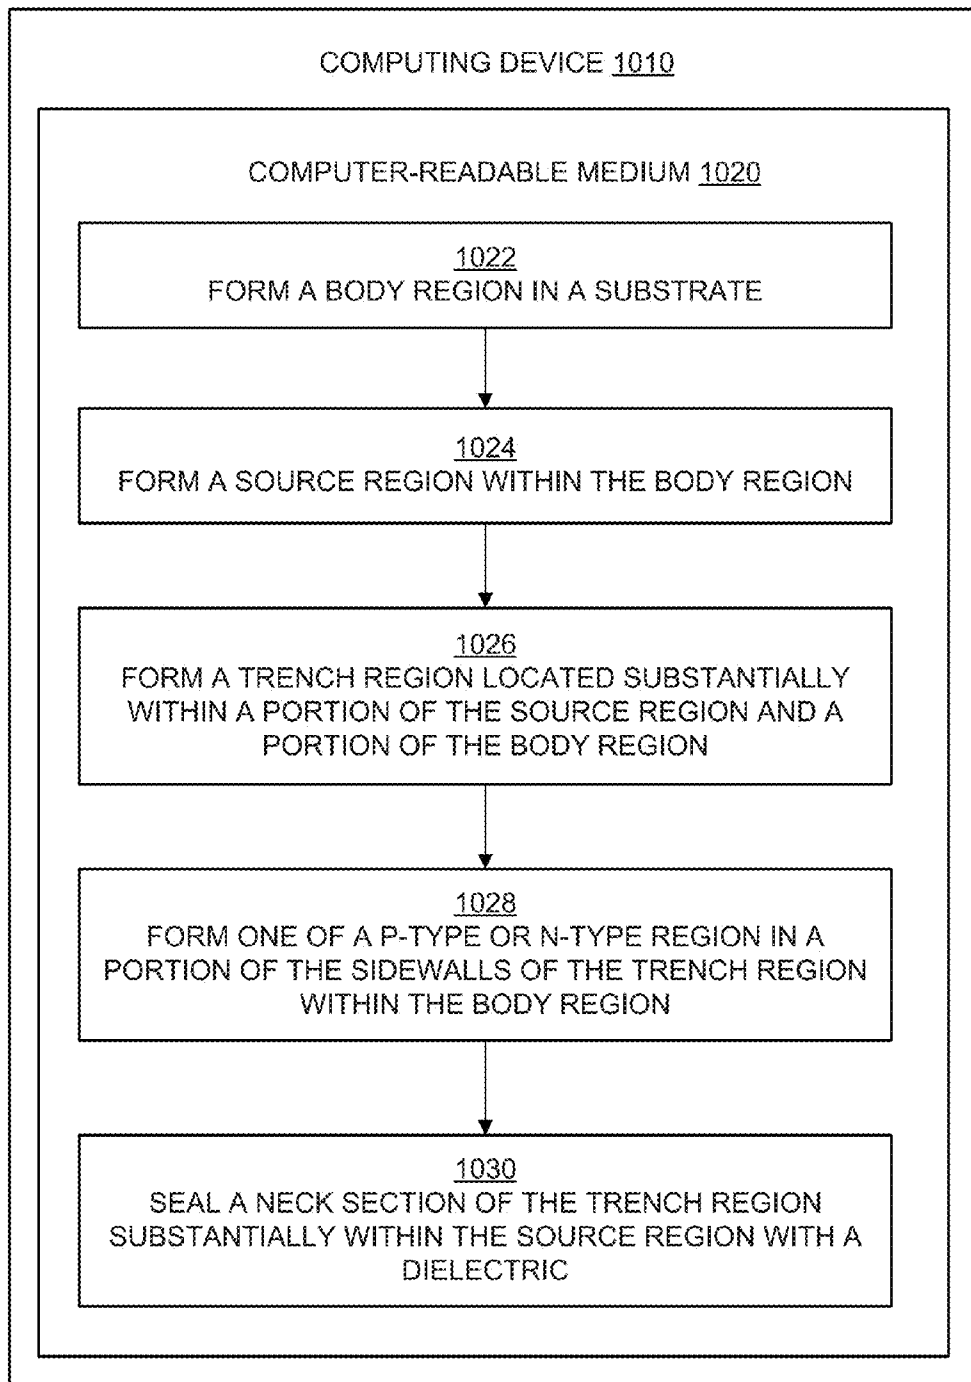 COMPUTING DEVICE 1010
COMPUTER-READABLE MEDIUM 1020
1022
FORM A BODY REGION IN A SUBSTRATE
1024
FORM A SOURCE REGION WITHIN THE BODY REGION
1026
FORM A TRENCH REGION LOCATED SUBSTANTIALLY
WITHIN A PORTION OF THE SOURCE REGION AND A
PORTION OF THE BODY REGION
1028
FORM ONE OF A P-TYPE OR N-TYPE REGION IN A
PORTION OF THE SIDEWALLS OF THE TRENCH REGION
WITHIN THE BODY REGION
1030
SEAL A NECK SECTION OF THE TRENCH REGION
SUBSTANTIALLY WITHIN THE SOURCE REGION WITH A
DIELECTRIC